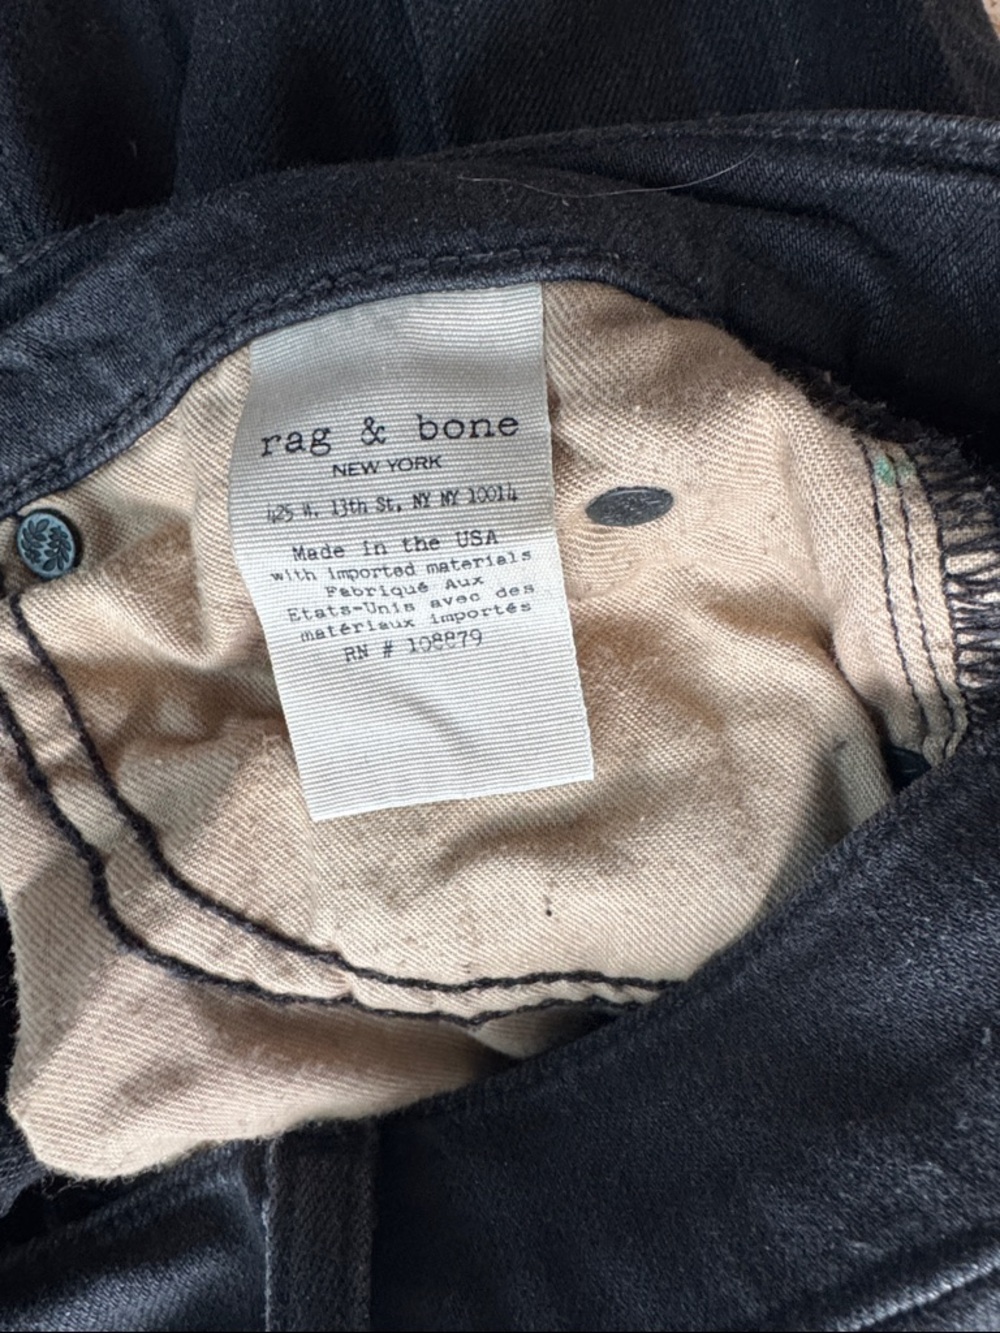 rag & bone
NEW YORK
425 W. 13th St, NY NY 10014
Made in the USA
with imported materials
Fabriqué Aux
Etats-Unis avec des
matériaux importés
RN # 108879